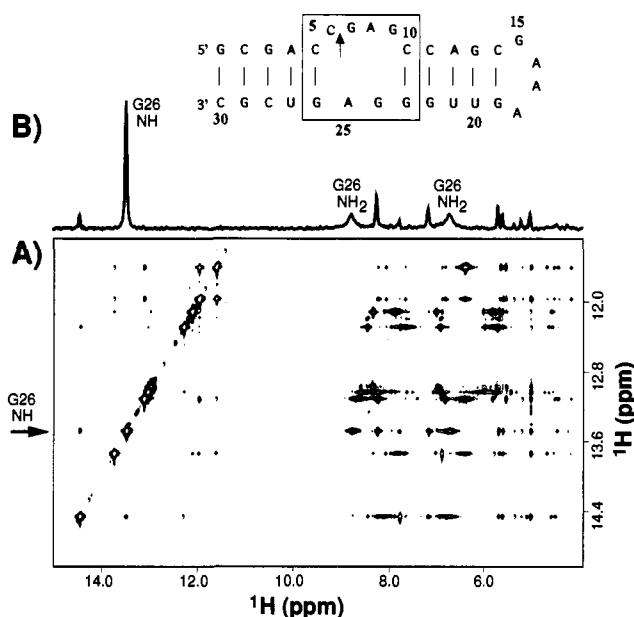 15
5 C G A G 10 G
5' G C G A C C C A G C A
A
3' C G C U G A G G G U U G A
30 25 20
B)
G26
NH
G26
NH2
G26
NH2
A)
G26
NH
12.0
12.8
13.6
14.4
¹H (ppm)
14.0 12.0 10.0 8.0 6.0
¹H (ppm)